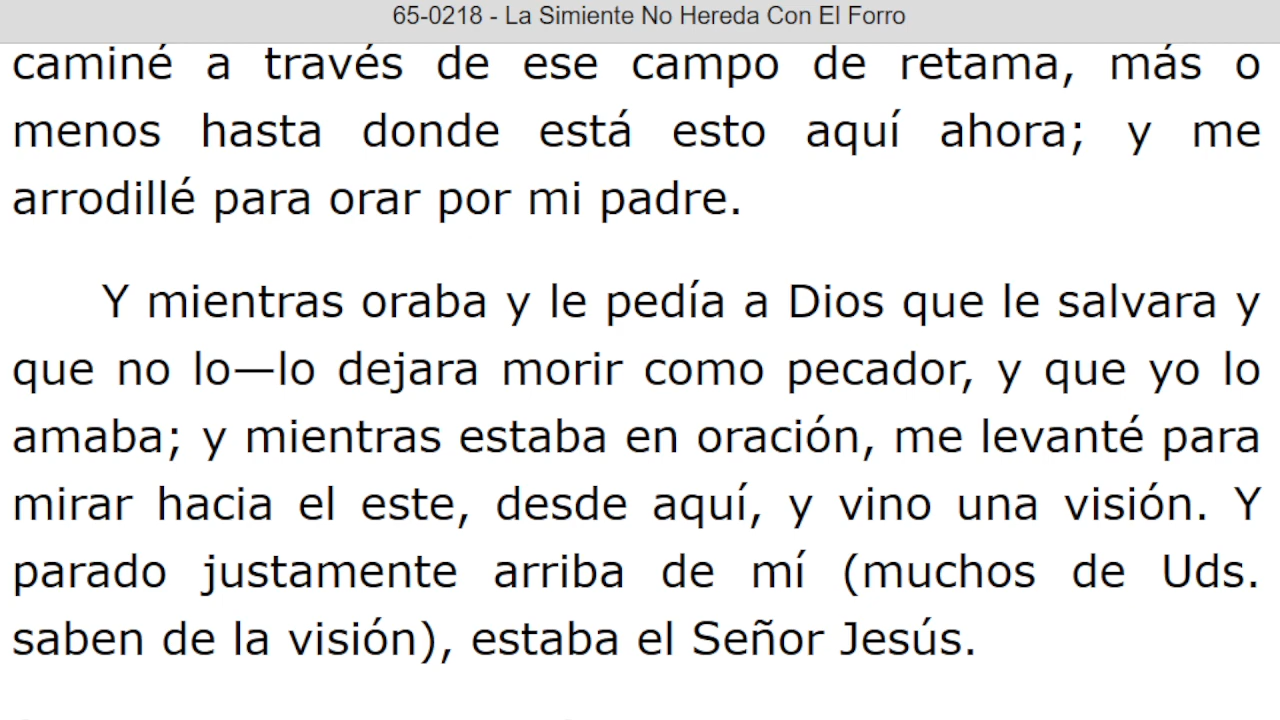 65-0218 - La Simiente No Hereda Con El Forro
caminé a través de ese campo de retama, más o
menos hasta donde está esto aquí ahora; y me
arrodillé para orar por mi padre.
Y mientras oraba y le pedía a Dios que le salvara y
que no lo—lo dejara morir como pecador, y que yo lo
amaba; y mientras estaba en oración, me levanté para
mirar hacia el este, desde aquí, y vino una visión. Y
parado justamente arriba de mí (muchos de Uds.
saben de la visión), estaba el Señor Jesús.